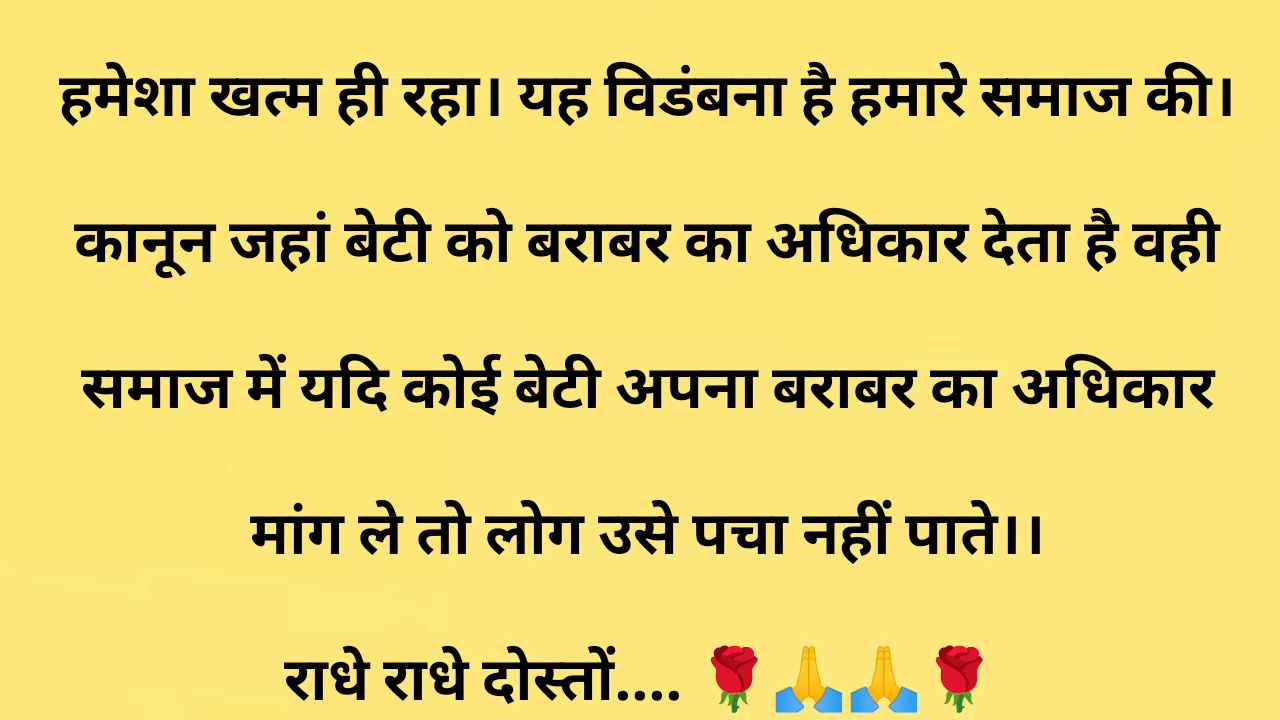 हमेशा खत्म ही रहा। यह विडंबना है हमारे समाज की।
कानून जहां बेटी को बराबर का अधिकार देता है वही
समाज में यदि कोई बेटी अपना बराबर का अधिकार
मांग ले तो लोग उसे पचा नहीं पाते।।
राधे राधे दोस्तों.... 🌹🙏🙏🌹